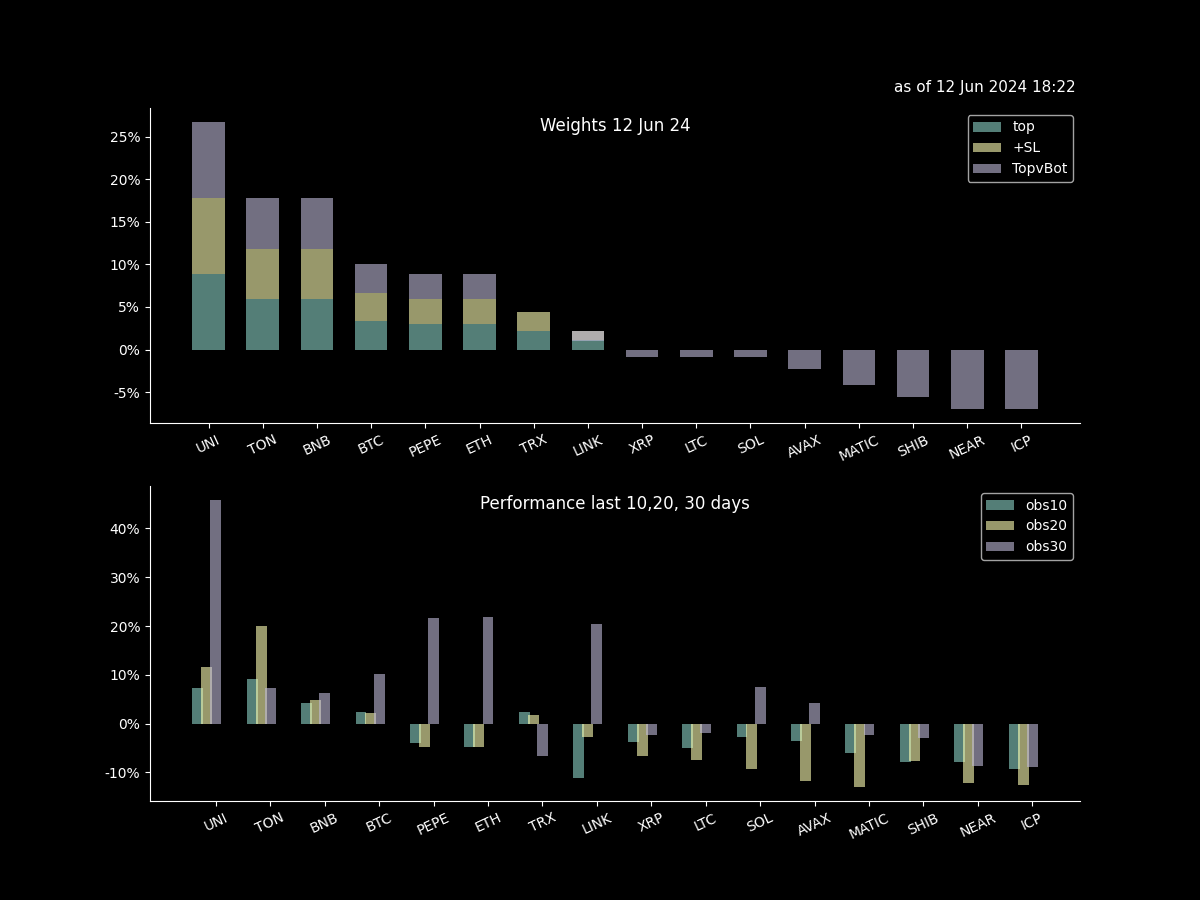 as of 12 Jun 2024 18:22
Weights 12 Jun 24
top
+SL
TopvBot
25%
20%
15%
10%
5%
0%
-5%
UNI TON BNB BTC PEPE ETH TRX LINK XRP LTC SOL AVAX MATIC SHIB NEAR ICP
Performance last 10,20, 30 days
obs10
obs20
obs30
40%
30%
20%
10%
0%
-10%
UNI TON BNB BTC PEPE ETH TRX LINK XRP LTC SOL AVAX MATIC SHIB NEAR ICP